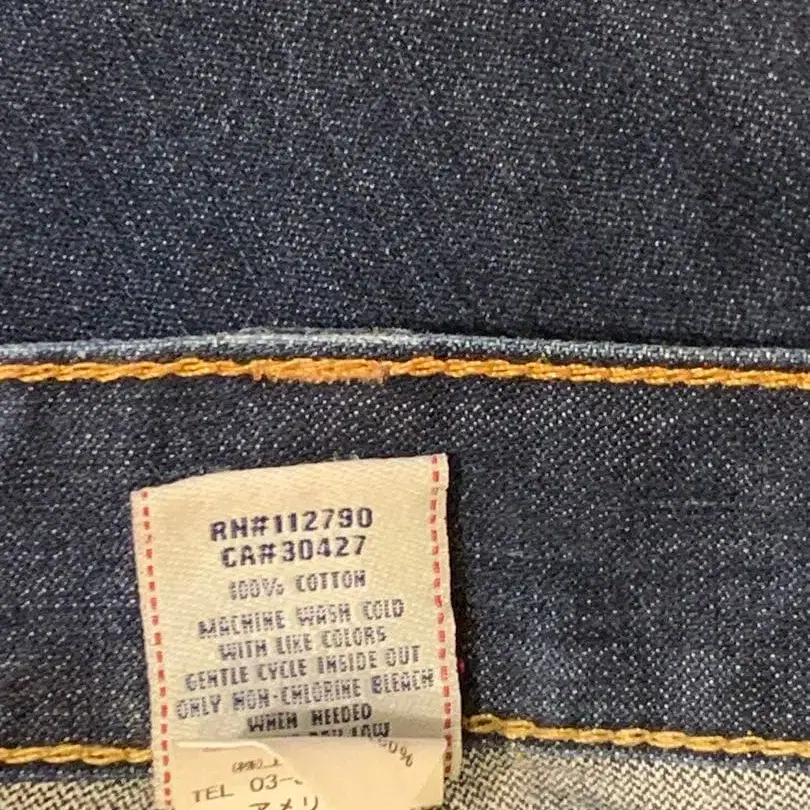 RN#112790
CA#30427
100% COTTON
MACHINE WASH COLD
WITH LIKE COLORS
GENTLE CYCLE INSIDE OUT
ONLY NON-CHLORINE BLEACH
WHEN NEEDED
LOW
TEL 03-
アメリ